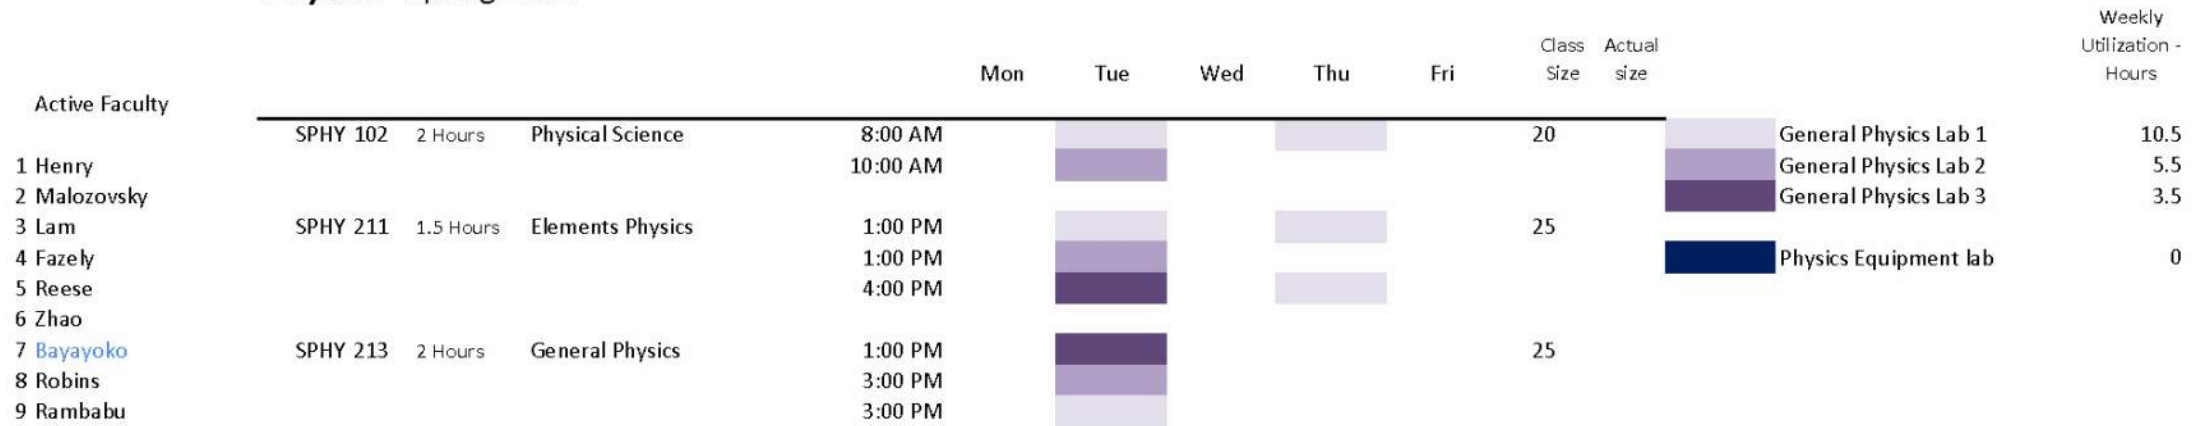 Weekly
Class Actual Utilization -
Mon Tue Wed Thu Fri Size size Hours
Active Faculty
SPHY 102 2 Hours Physical Science 8:00 AM 20 General Physics Lab 1 10.5
1 Henry 10:00 AM General Physics Lab 2 5.5
2 Malozovsky General Physics Lab 3 3.5
3 Lam SPHY 211 1.5 Hours Elements Physics 1:00 PM 25
4 Fazely 1:00 PM Physics Equipment lab 0
5 Reese 4:00 PM
6 Zhao
7 Bayayoko SPHY 213 2 Hours General Physics 1:00 PM 25
8 Robins 3:00 PM
9 Rambabu 3:00 PM